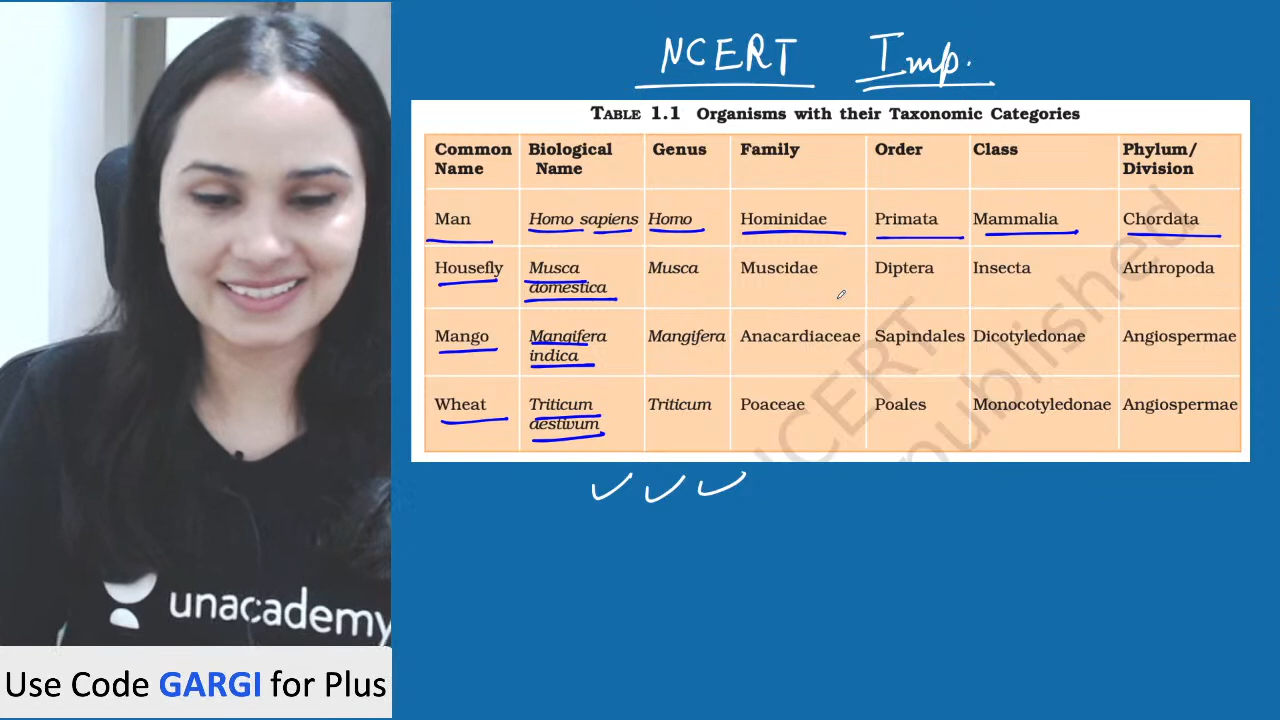 NCERT Imp.
TABLE 1.1 Organisms with their Taxonomic Categories
Common Name Biological Name Genus Family Order Class Phylum/ Division
Man Homo sapiens Homo Hominidae Primata Mammalia Chordata
Housefly Musca domestica Musca Muscidae Diptera Insecta Arthropoda
Mango Mangifera indica Mangifera Anacardiaceae Sapindales Dicotyledonae Angiospermae
Wheat Triticum aestivum Triticum Poaceae Poales Monocotyledonae Angiospermae
NCERT
published
unacademy
Use Code GARGI for Plus